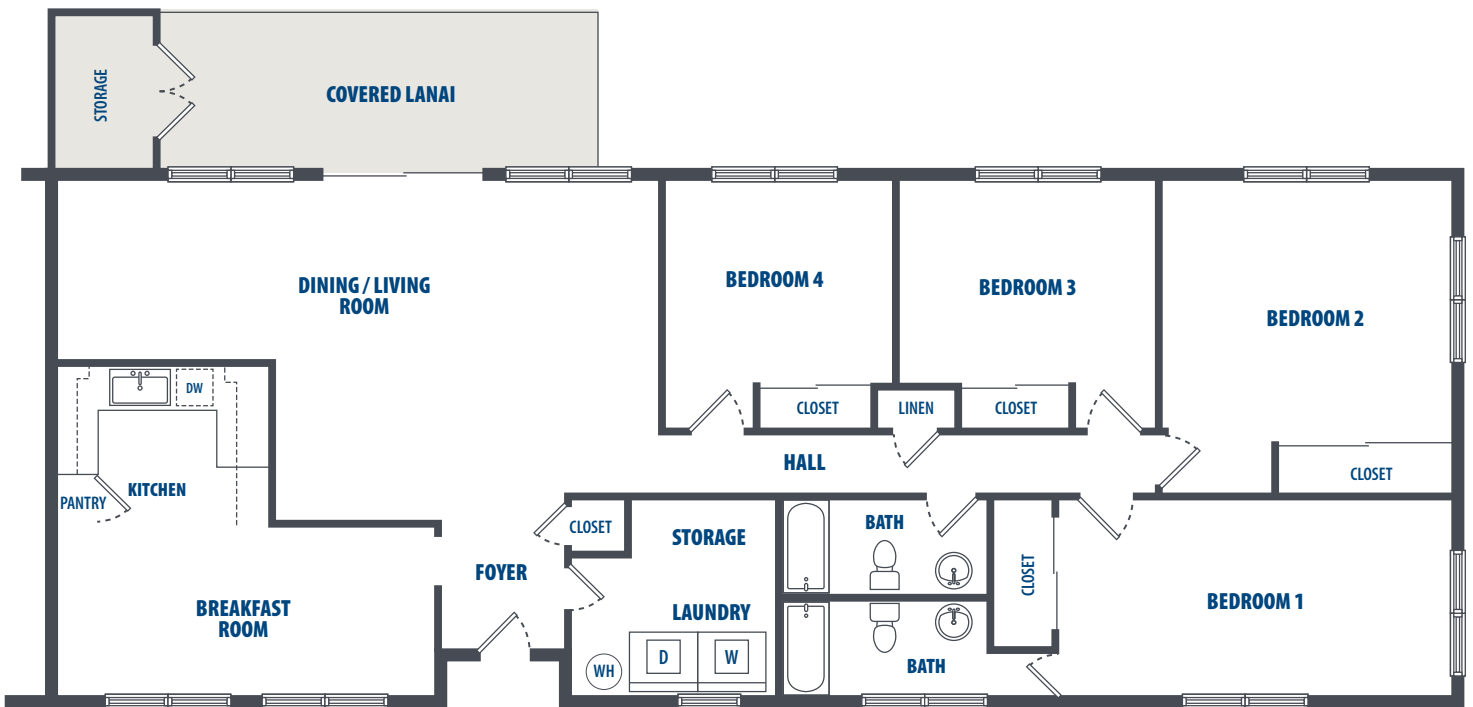 STORAGE
COVERED LANAI
DINING / LIVING
ROOM
BEDROOM 4
BEDROOM 3
BEDROOM 2
DW
CLOSET
LINEN
CLOSET
HALL
CLOSET
KITCHEN
PANTRY
CLOSET
STORAGE
BATH
FOYER
CLOSET
BREAKFAST
ROOM
LAUNDRY
BEDROOM 1
WH
D
W
BATH